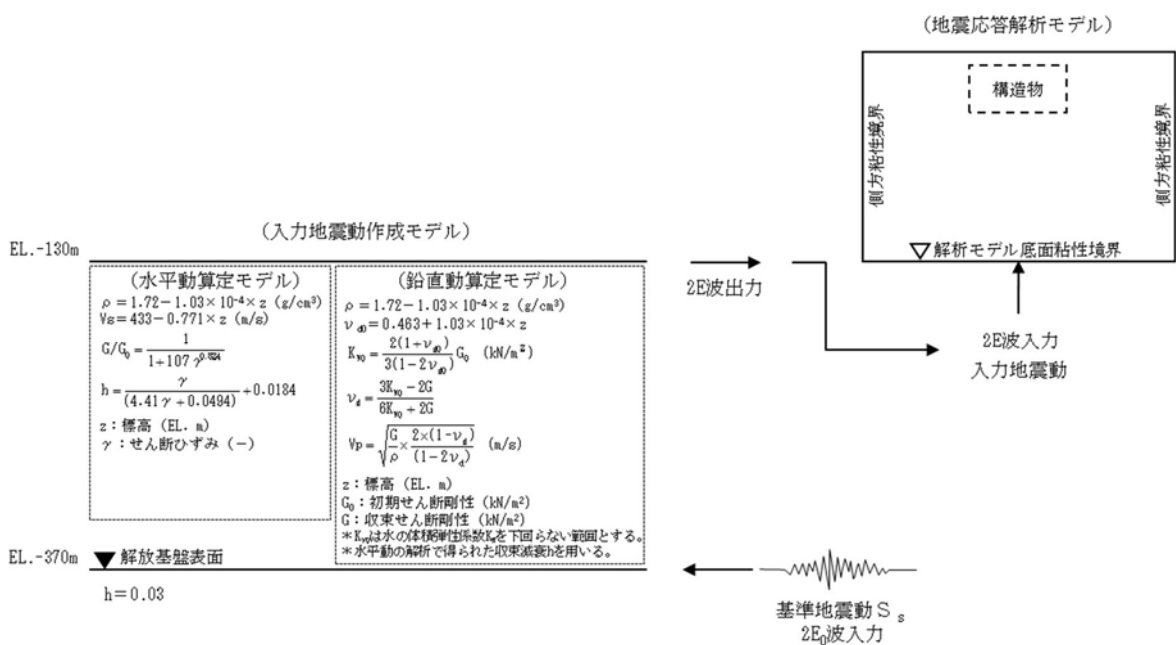 (地震応答解析モデル)
構造物
側方粘性境界
側方粘性境界
▽解析モデル底面粘性境界
(入力地震動作成モデル)
EL.-130m
2E波出力
2E波入力
入力地震動
(水平動算定モデル)
ρ=1.72-1.03×10⁻⁴×z (g/cm³)
Vs=433-0.771×z (m/s)
G/G₀=1/(1+107γ^0.824)
h=γ/(4.41γ+0.0494)+0.0184
z:標高 (EL. m)
γ:せん断ひずみ (-)
(鉛直動算定モデル)
ρ=1.72-1.03×10⁻⁴×z (g/cm³)
ν_d0=0.463+1.03×10⁻⁴×z
K_V0=2(1+ν_d0)/3(1-2ν_d0) G₀ (kN/m²)
ν_d=(3K_V0-2G)/(6K_V0+2G)
Vp=√(G/ρ×2×(1-ν_d)/(1-2ν_d)) (m/s)
z:標高 (EL. m)
G₀:初期せん断剛性 (kN/m²)
G:収束せん断剛性 (kN/m²)
*K_V0は水の体積弾性係数を下回らない範囲とする。
*水平動の解析で得られた収束減衰hを用いる。
EL.-370m
▼解放基盤表面
h=0.03
基準地震動Ss
2E₀波入力